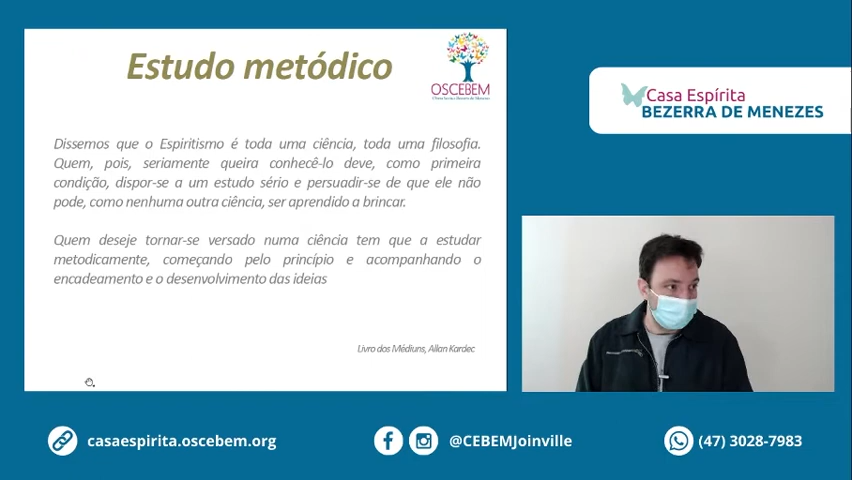 Estudo metódico
OSCEBEM
Dissemos que o Espiritismo é toda uma ciência, toda uma filosofia.
Quem, pois, seriamente queira conhecê-lo deve, como primeira
condição, dispor-se a um estudo sério e persuadir-se de que ele não
pode, como nenhuma outra ciência, ser aprendido a brincar.
Quem deseje tornar-se versado numa ciência tem que a estudar
metodicamente, começando pelo princípio e acompanhando o
encadeamento e o desenvolvimento das ideias
Livro dos Médiuns, Allan Kardec
Casa Espírita
BEZERRA DE MENEZES
casaespirita.oscebem.org
@CEBEMJoinville
(47) 3028-7983